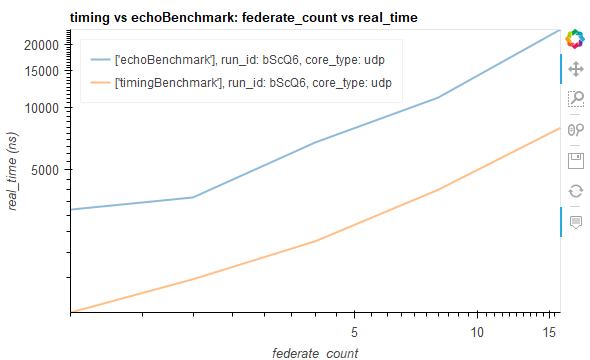 timing vs echoBenchmark: federate_count vs real_time
['echoBenchmark'], run_id: bScQ6, core_type: udp
['timingBenchmark'], run_id: bScQ6, core_type: udp
20000
15000
10000
5000
real_time (ns)
5
10
15
federate_count